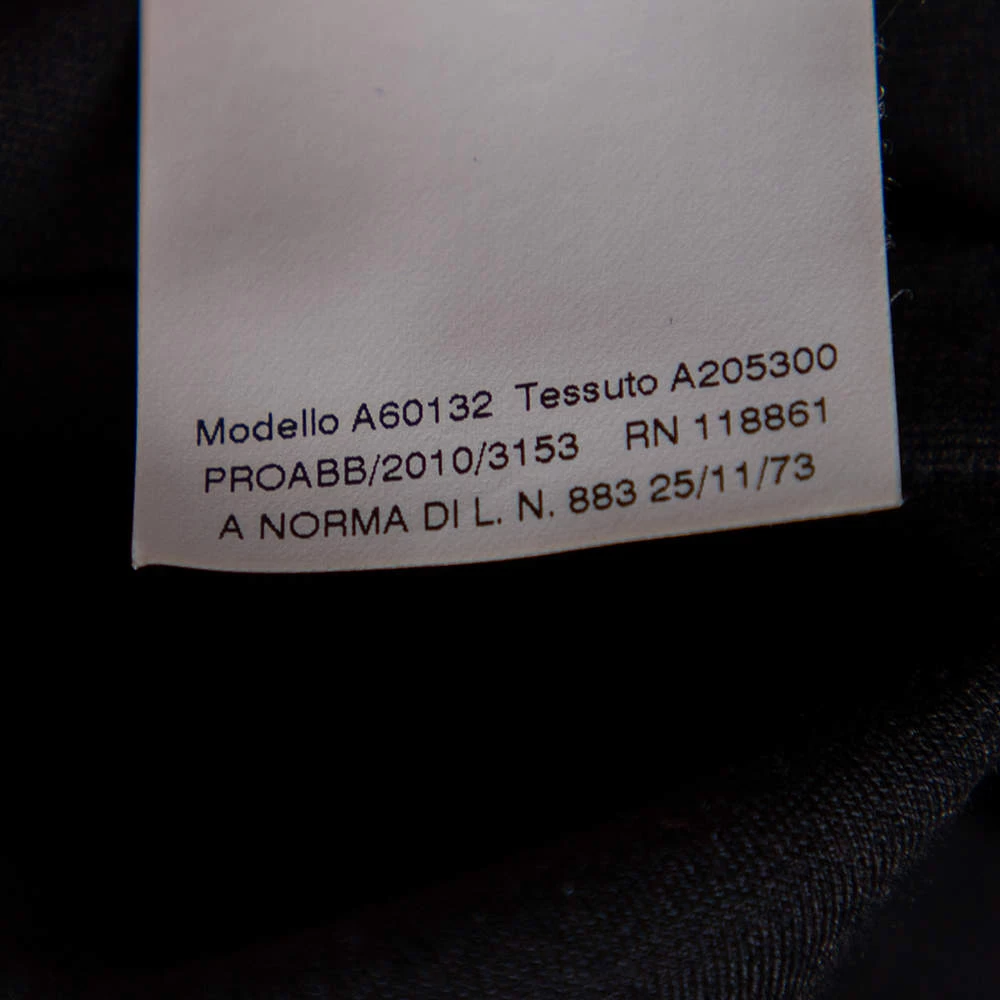 Modello A60132 Tessuto A205300
PROABB/2010/3153 RN 118861
A NORMA DI L. N. 883 25/11/73